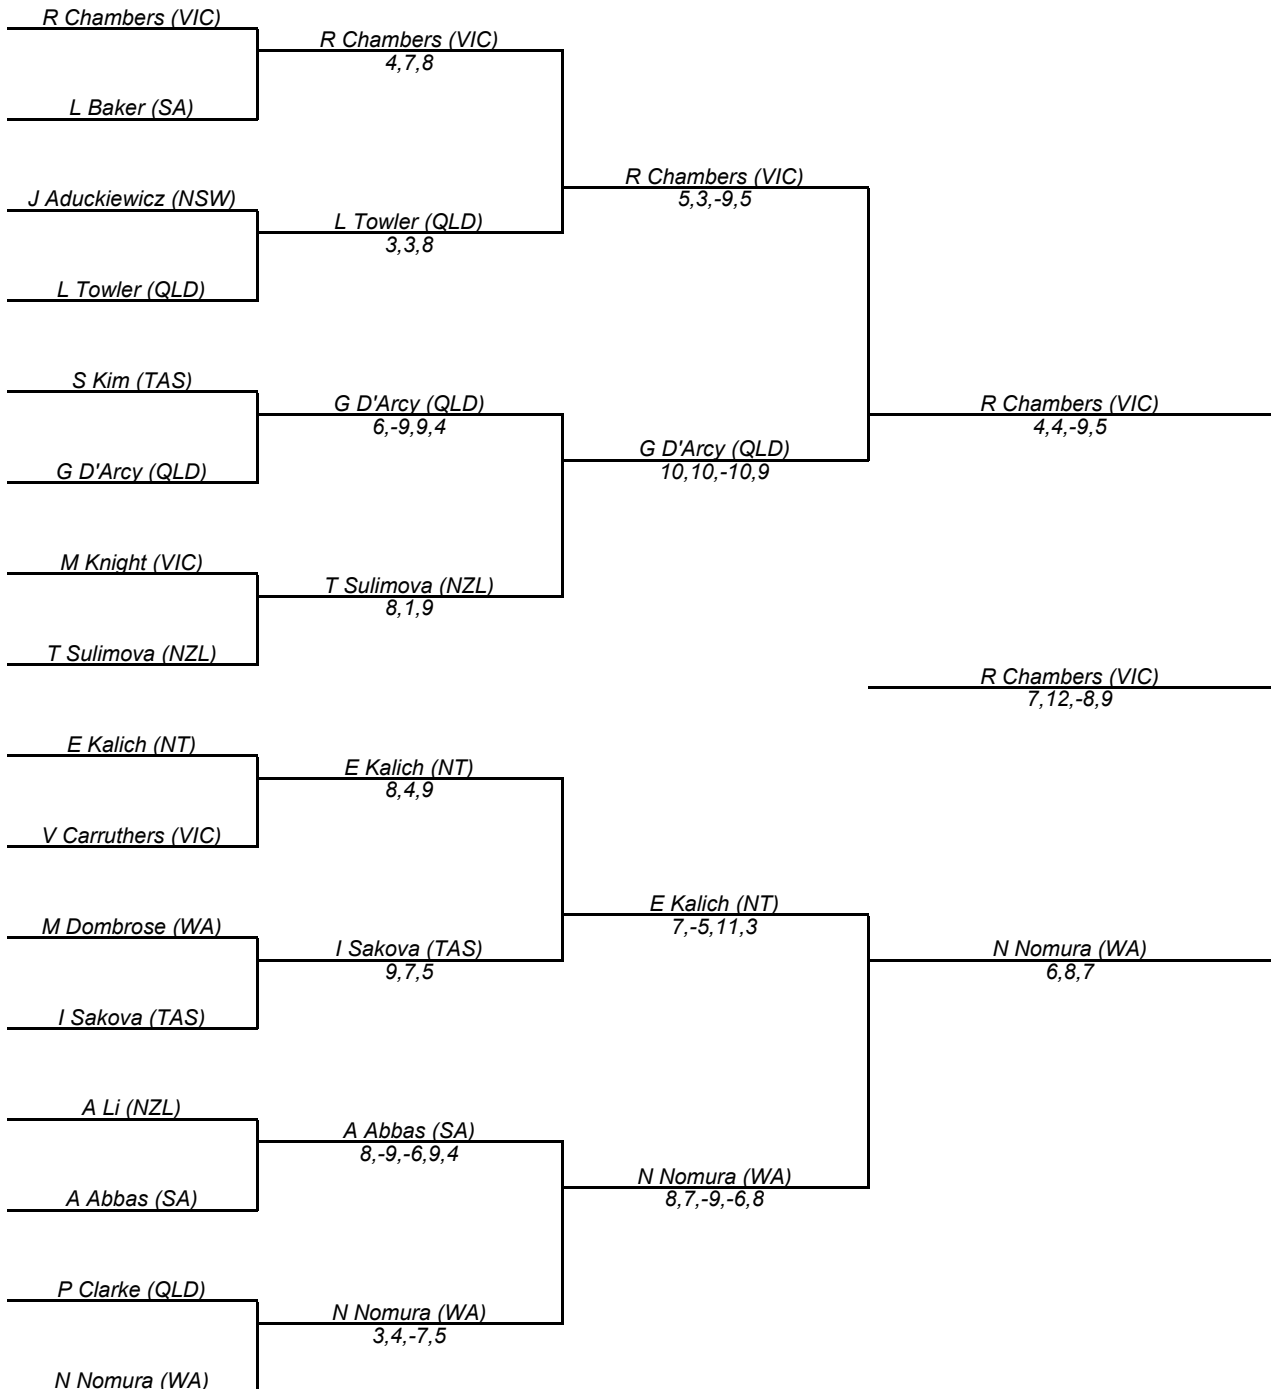 R Chambers (VIC)
R Chambers (VIC)
4,7,8
L Baker (SA)
R Chambers (VIC)
5,3,-9,5
J Aduckiewicz (NSW)
L Towler (QLD)
3,3,8
L Towler (QLD)
S Kim (TAS)
G D'Arcy (QLD)
6,-9,9,4
R Chambers (VIC)
4,4,-9,5
G D'Arcy (QLD)
10,10,-10,9
G D'Arcy (QLD)
M Knight (VIC)
T Sulimova (NZL)
8,1,9
T Sulimova (NZL)
R Chambers (VIC)
7,12,-8,9
E Kalich (NT)
E Kalich (NT)
8,4,9
V Carruthers (VIC)
E Kalich (NT)
7,-5,11,3
M Dombrose (WA)
I Sakova (TAS)
9,7,5
N Nomura (WA)
6,8,7
I Sakova (TAS)
A Li (NZL)
A Abbas (SA)
8,-9,-6,9,4
N Nomura (WA)
8,7,-9,-6,8
A Abbas (SA)
P Clarke (QLD)
N Nomura (WA)
3,4,-7,5
N Nomura (WA)